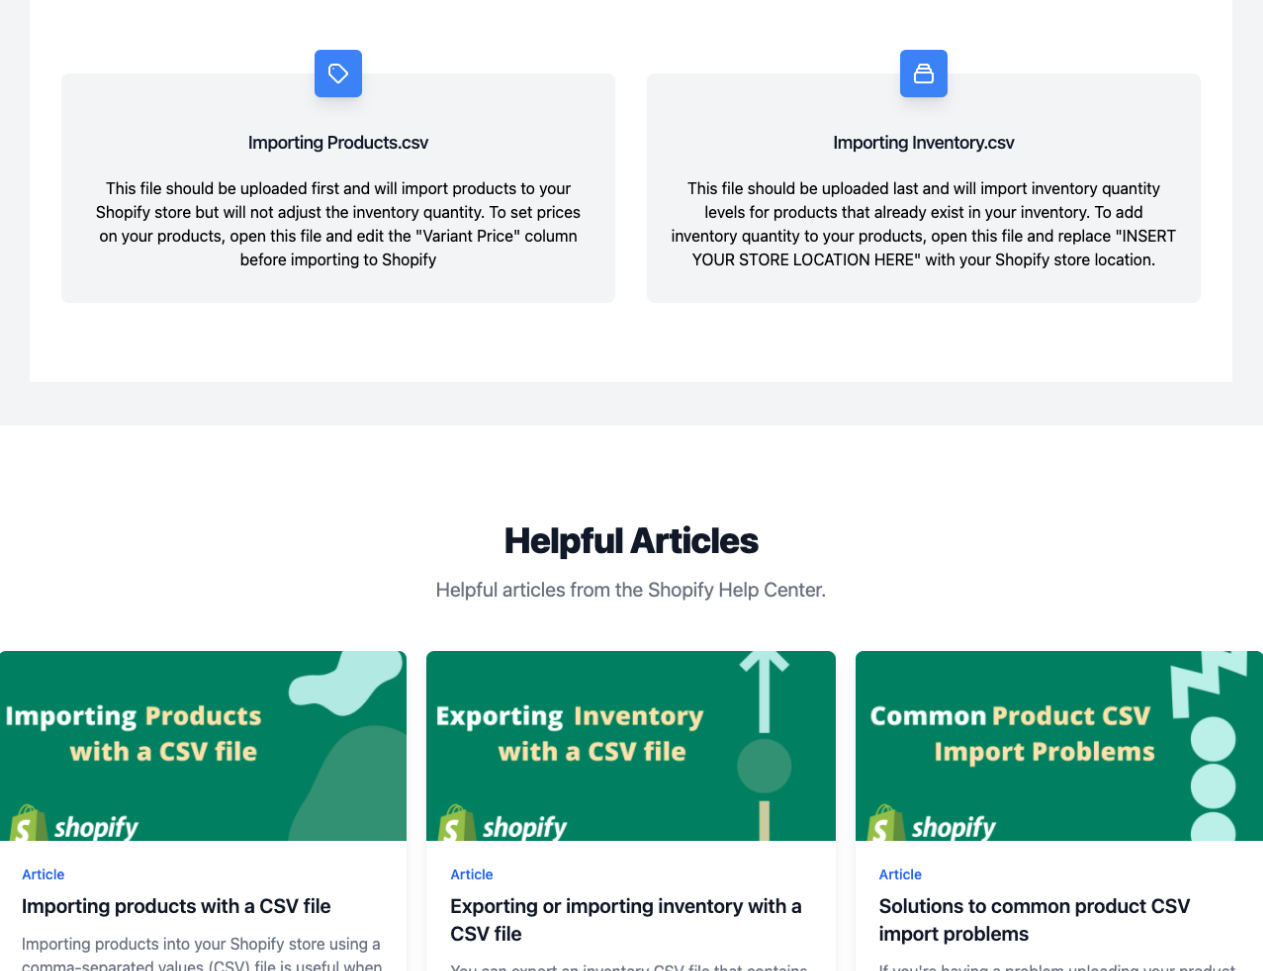 Importing Products.csv
This file should be uploaded first and will import products to your
Shopify store but will not adjust the inventory quantity. To set prices
on your products, open this file and edit the "Variant Price" column
before importing to Shopify
Importing Inventory.csv
This file should be uploaded last and will import inventory quantity
levels for products that already exist in your inventory. To add
inventory quantity to your products, open this file and replace "INSERT
YOUR STORE LOCATION HERE" with your Shopify store location.
Helpful Articles
Helpful articles from the Shopify Help Center.
Importing Products
with a CSV file
shopify
Article
Importing products with a CSV file
Importing products into your Shopify store using a
comma-separated values (CSV) file is useful when
Exporting Inventory
with a CSV file
shopify
Article
Exporting or importing inventory with a
CSV file
You can export an inventory CSV file that contains
Common Product CSV
Import Problems
shopify
Article
Solutions to common product CSV
import problems
If you're having a problem uploading your product